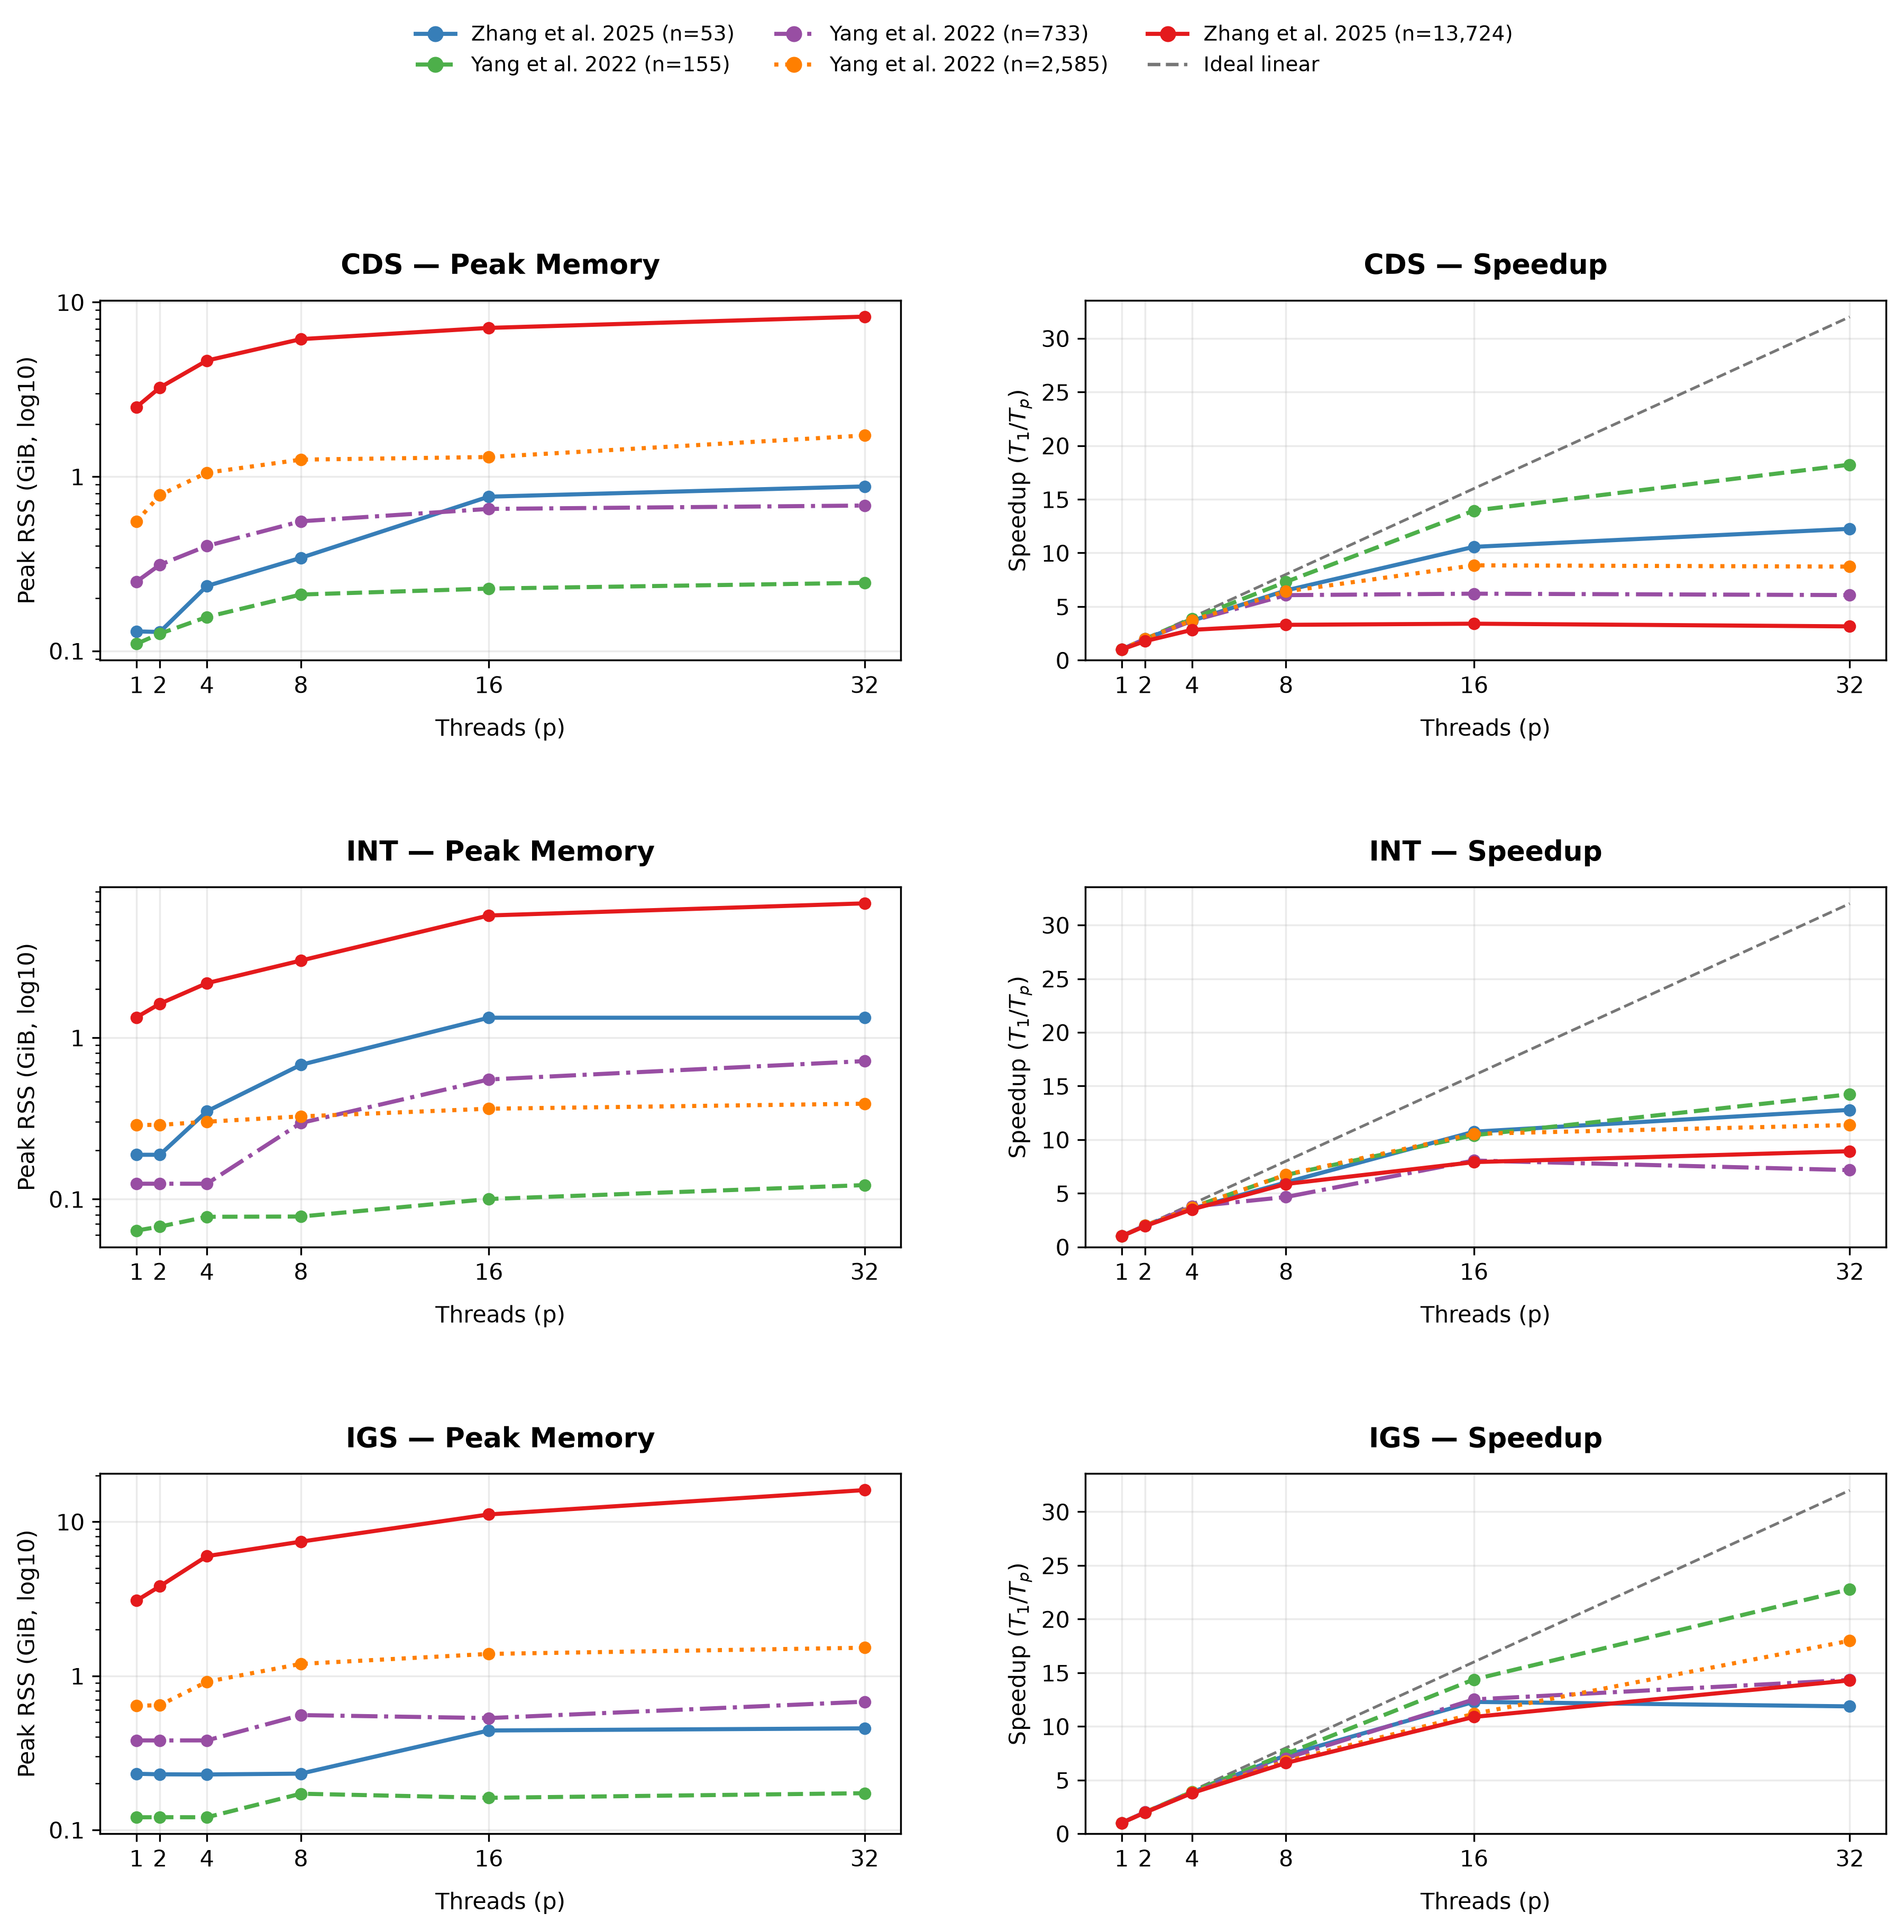 Zhang et al. 2025 (n=53)
Yang et al. 2022 (n=733)
Zhang et al. 2025 (n=13,724)
Yang et al. 2022 (n=155)
Yang et al. 2022 (n=2,585)
Ideal linear
CDS — Peak Memory
Peak RSS (GiB, log10)
10
1
0.1
1 2 4 8 16 32
Threads (p)
CDS — Speedup
Speedup (T₁/Tₚ)
30
25
20
15
10
5
0
1 2 4 8 16 32
Threads (p)
INT — Peak Memory
Peak RSS (GiB, log10)
1
0.1
1 2 4 8 16 32
Threads (p)
INT — Speedup
Speedup (T₁/Tₚ)
30
25
20
15
10
5
0
1 2 4 8 16 32
Threads (p)
IGS — Peak Memory
Peak RSS (GiB, log10)
10
1
0.1
1 2 4 8 16 32
Threads (p)
IGS — Speedup
Speedup (T₁/Tₚ)
30
25
20
15
10
5
0
1 2 4 8 16 32
Threads (p)